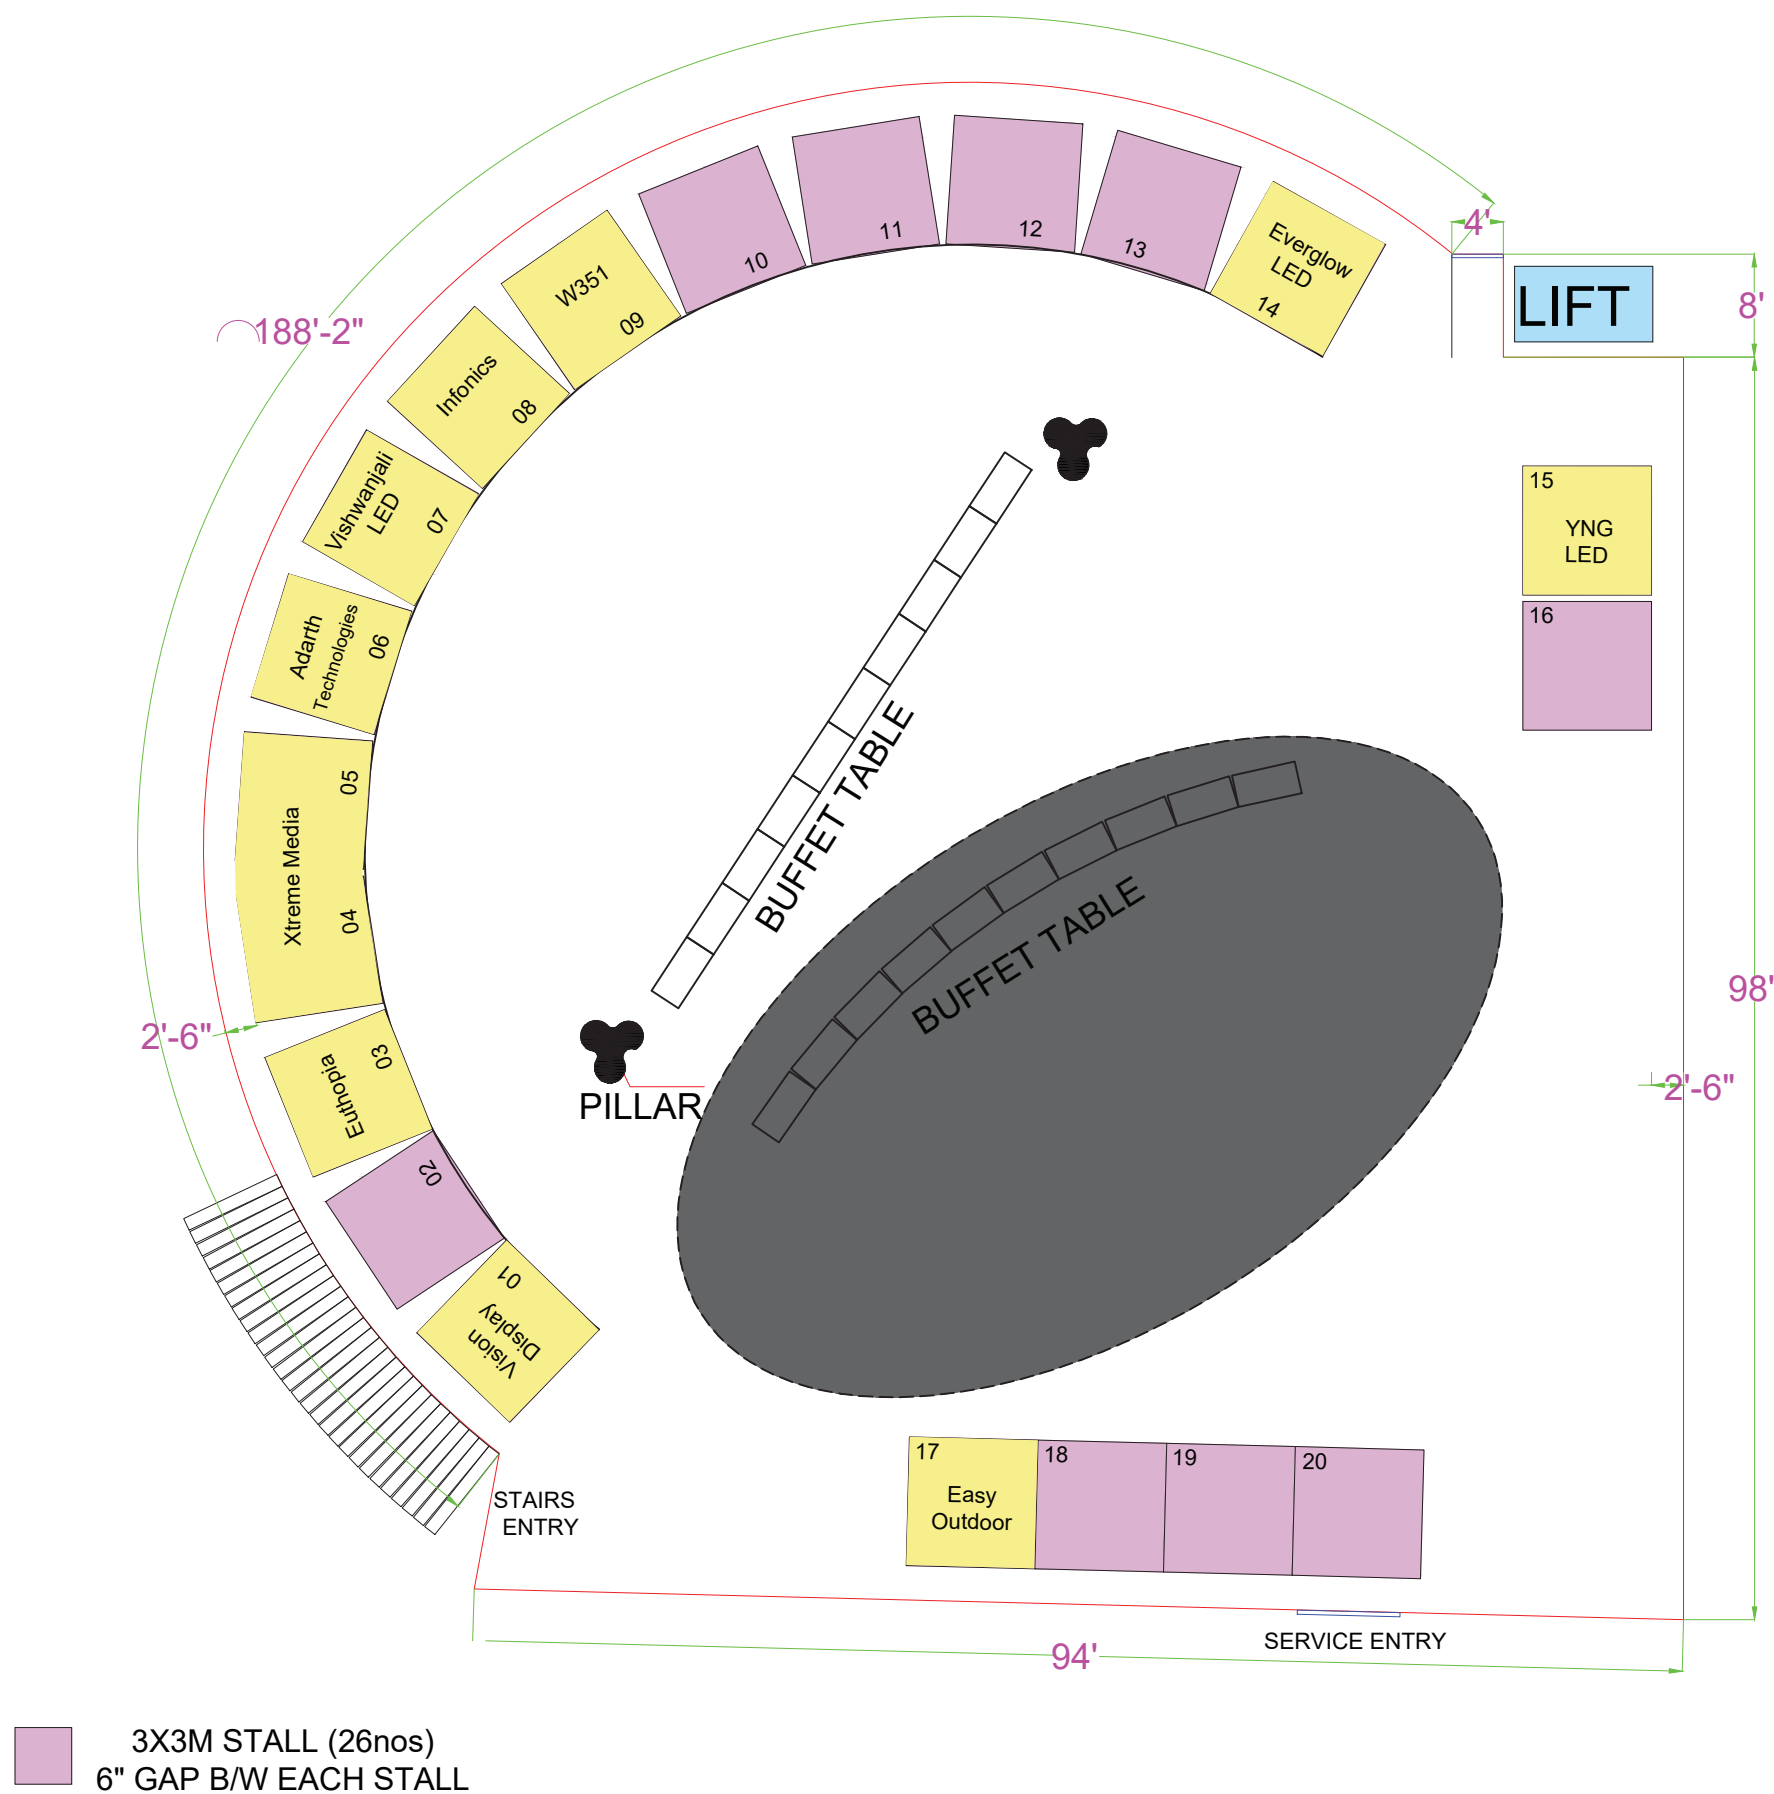 4'
LIFT
8'
188'-2"
10
11
12
13
Everglow
LED
14
W351
09
Infonics
08
Vishwanjali
LED
07
Adarth
Technologies
06
05
Xtreme Media
04
2'-6"
Euthopia
03
02
01
Vision
Display
15
YNG
LED
16
BUFFET TABLE
BUFFET TABLE
PILLAR
98'
2'-6"
17
Easy
Outdoor
18
19
20
STAIRS
ENTRY
SERVICE ENTRY
94'
3X3M STALL (26nos)
6" GAP B/W EACH STALL